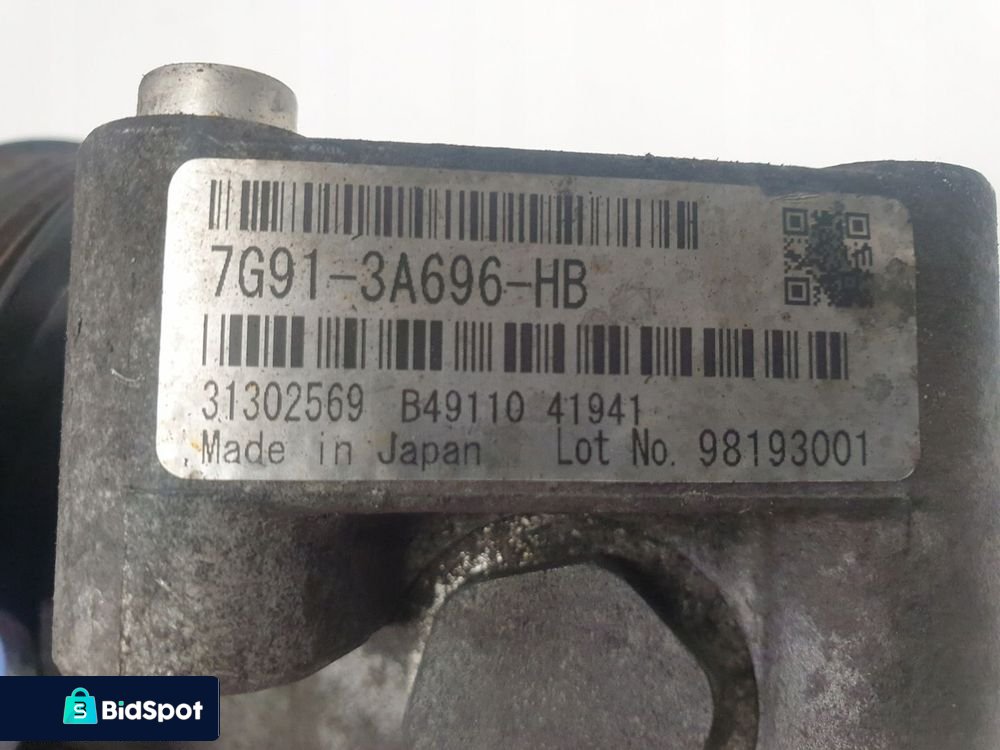 7G91-3A696-HB
31302569 B49110 41941
Made in Japan Lot No. 98193001
BidSpot